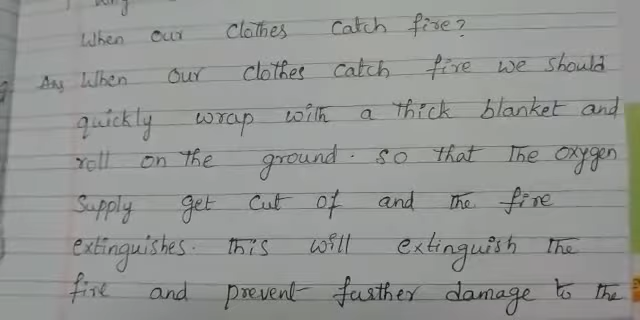 When our clothes catch fire?
Ans When our clothes catch fire we should
quickly wrap with a thick blanket and
roll on the ground. so that the oxygen
Supply get cut of and the fire
extinguishes. this will extinguish the
fire and prevent further damage to the